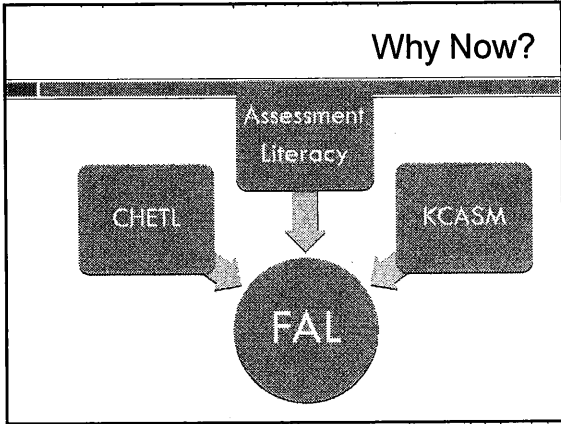 Why Now?
Assessment
Literacy
CHETL
KCASM
FAL